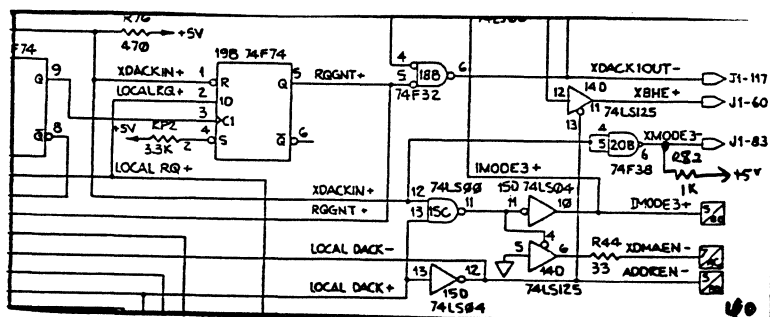 R76
+5V
470
74LS00
F74
19B 74F74
4
9
XDACKIN+
1
R
Q
5
RQGNT+
5
18B
6
XDACK1OUT-
J1-117
Q
LOCALRQ+
2
1D
74F32
14D
12
11
XBHE+
J1-60
3
C1
74LS125
8
+5V
RP2
4
S
Q
6
13
4
XMODE3-
Q
3.3K
2
5
20B
6
J1-83
LOCAL RQ+
IMODE3+
74F38
R82
+5V
XDACKIN+
12
74LS00
15D
74LS04
1K
15C
11
11
10
IMODE3+
RQGNT+
13
4
LOCAL DACK-
5
6
R44
XDMAEN-
12
14D
33
ADDREN-
LOCAL DACK+
13
15D
74LS125
74LS04